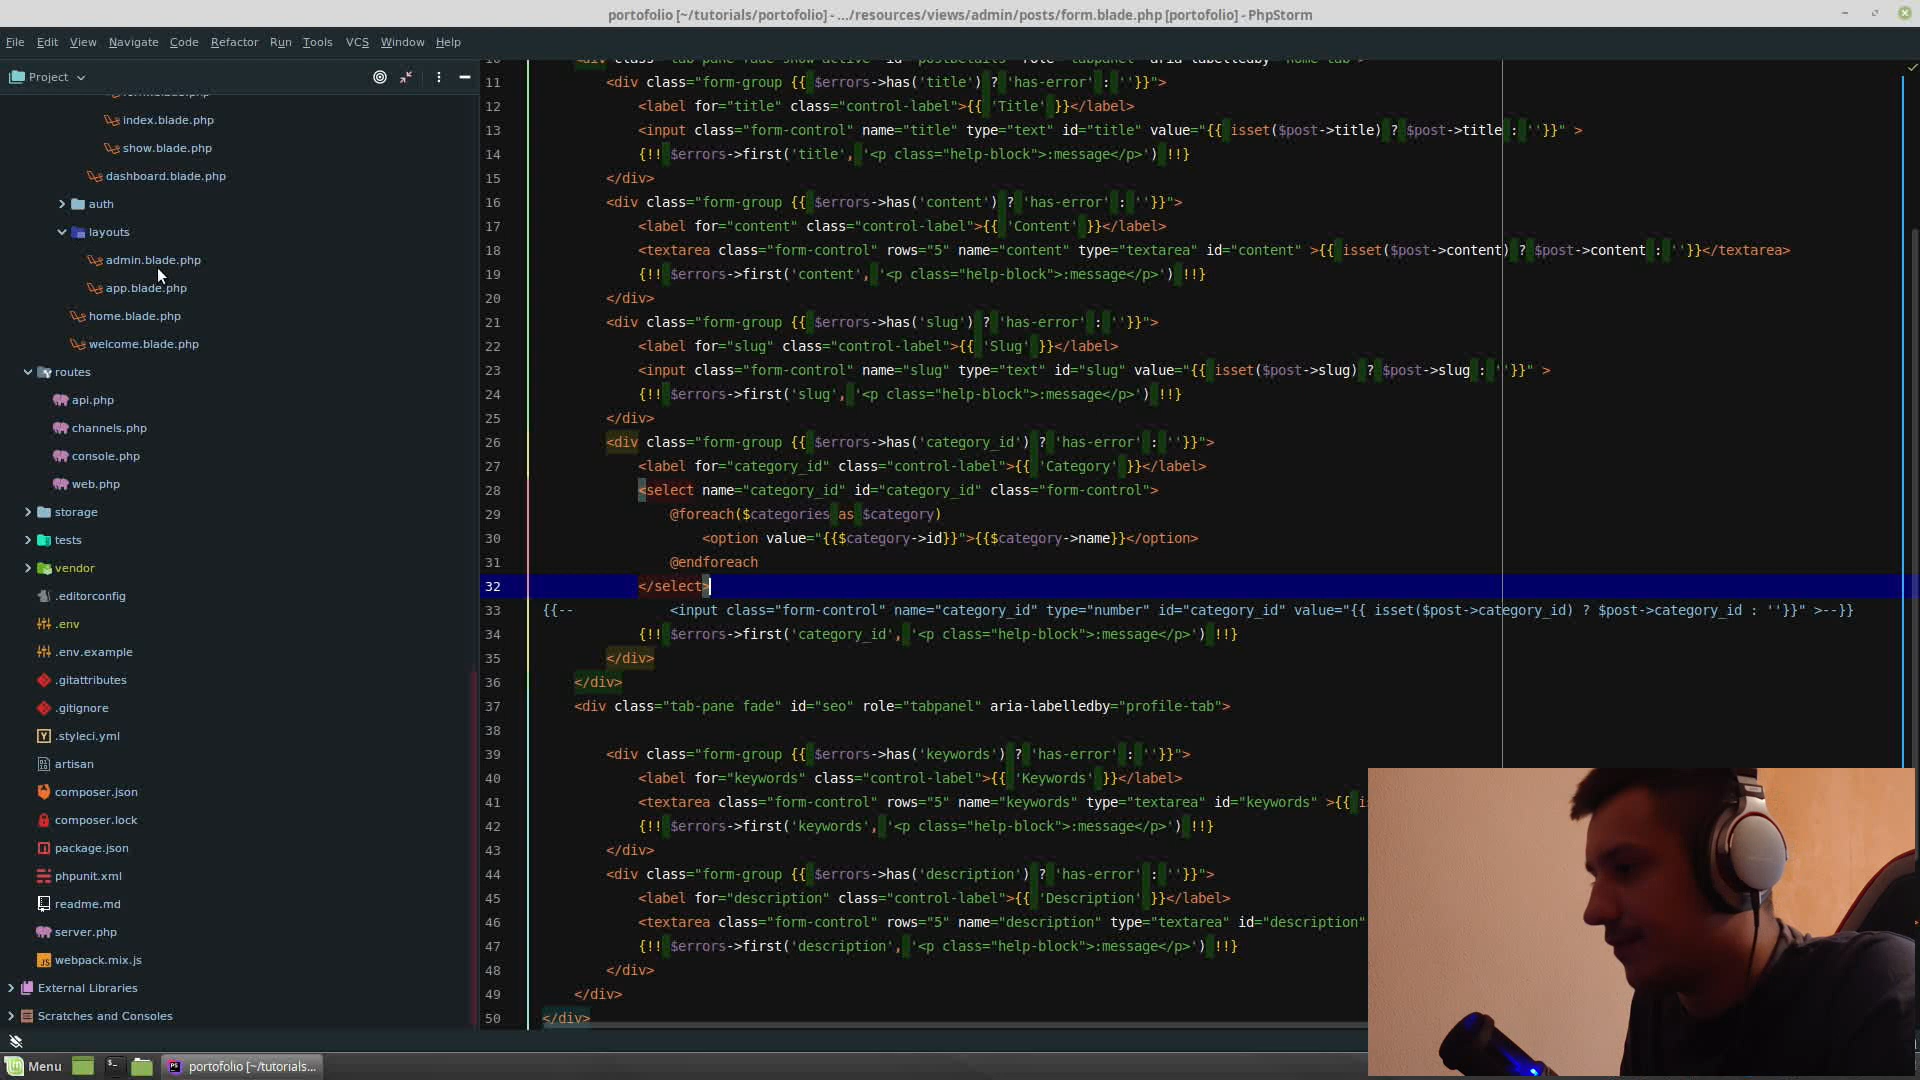 portofolio [~/tutorials/portofolio] - .../resources/views/admin/posts/form.blade.php [portofolio] - PhpStorm
File Edit View Navigate Code Refactor Run Tools VCS Window Help
Project
index.blade.php
show.blade.php
dashboard.blade.php
auth
layouts
admin.blade.php
app.blade.php
home.blade.php
welcome.blade.php
routes
api.php
channels.php
console.php
web.php
storage
tests
vendor
.editorconfig
.env
.env.example
.gitattributes
.gitignore
.styleci.yml
artisan
composer.json
composer.lock
package.json
phpunit.xml
readme.md
server.php
webpack.mix.js
External Libraries
Scratches and Consoles
11 <div class="form-group {{ $errors->has('title') ? 'has-error' : ''}}">
12 <label for="title" class="control-label">{{ 'Title' }}</label>
13 <input class="form-control" name="title" type="text" id="title" value="{{ isset($post->title) ? $post->title : ''}}" >
14 {!! $errors->first('title', '<p class="help-block">:message</p>') !!}
15 </div>
16 <div class="form-group {{ $errors->has('content') ? 'has-error' : ''}}">
17 <label for="content" class="control-label">{{ 'Content' }}</label>
18 <textarea class="form-control" rows="5" name="content" type="textarea" id="content" >{{ isset($post->content) ? $post->content : ''}}</textarea>
19 {!! $errors->first('content', '<p class="help-block">:message</p>') !!}
20 </div>
21 <div class="form-group {{ $errors->has('slug') ? 'has-error' : ''}}">
22 <label for="slug" class="control-label">{{ 'Slug' }}</label>
23 <input class="form-control" name="slug" type="text" id="slug" value="{{ isset($post->slug) ? $post->slug : ''}}" >
24 {!! $errors->first('slug', '<p class="help-block">:message</p>') !!}
25 </div>
26 <div class="form-group {{ $errors->has('category_id') ? 'has-error' : ''}}">
27 <label for="category_id" class="control-label">{{ 'Category' }}</label>
28 <select name="category_id" id="category_id" class="form-control">
29 @foreach($categories as $category)
30 <option value="{{$category->id}}">{{$category->name}}</option>
31 @endforeach
32 </select>
33 {{-- <input class="form-control" name="category_id" type="number" id="category_id" value="{{ isset($post->category_id) ? $post->category_id : ''}}" >--}}
34 {!! $errors->first('category_id', '<p class="help-block">:message</p>') !!}
35 </div>
36 </div>
37 <div class="tab-pane fade" id="seo" role="tabpanel" aria-labelledby="profile-tab">
38
39 <div class="form-group {{ $errors->has('keywords') ? 'has-error' : ''}}">
40 <label for="keywords" class="control-label">{{ 'Keywords' }}</label>
41 <textarea class="form-control" rows="5" name="keywords" type="textarea" id="keywords" >{{ i
42 {!! $errors->first('keywords', '<p class="help-block">:message</p>') !!}
43 </div>
44 <div class="form-group {{ $errors->has('description') ? 'has-error' : ''}}">
45 <label for="description" class="control-label">{{ 'Description' }}</label>
46 <textarea class="form-control" rows="5" name="description" type="textarea" id="description"
47 {!! $errors->first('description', '<p class="help-block">:message</p>') !!}
48 </div>
49 </div>
50 </div>
Menu
portofolio [~/tutorials...